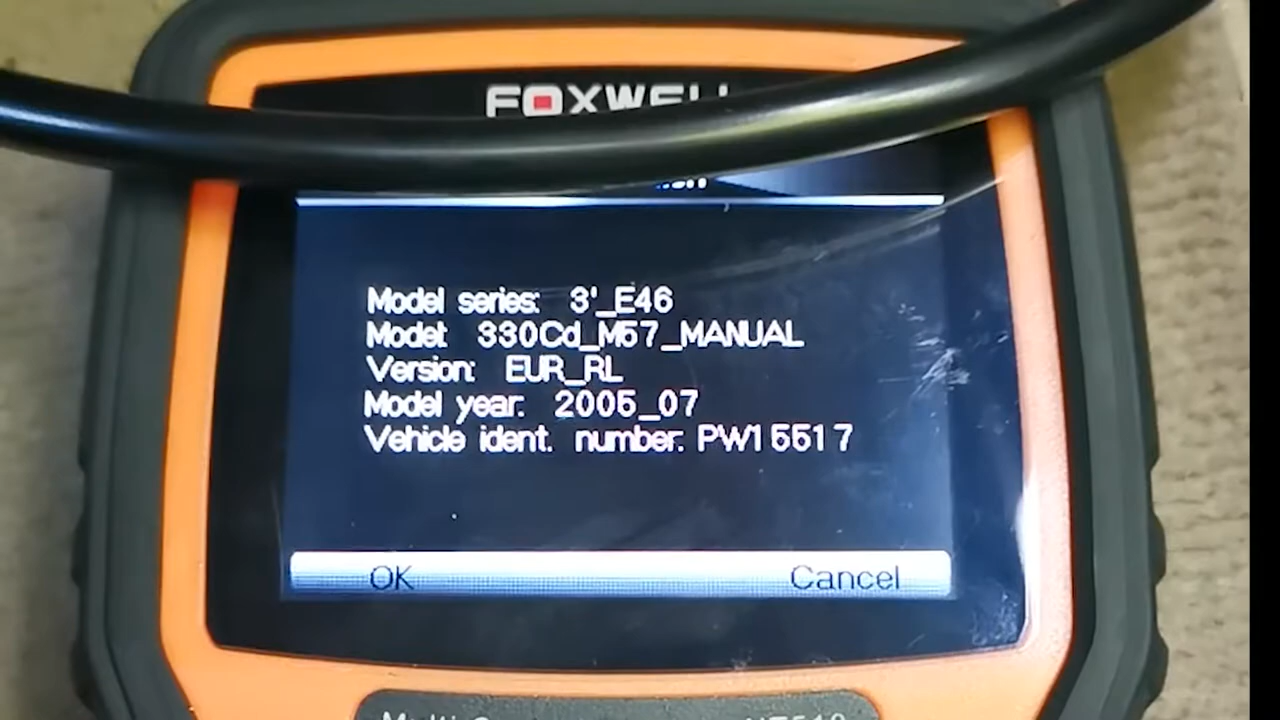 FOXWELL
Model series: 3'_E46
Model: 330Cd_M57_MANUAL
Version: EUR_RL
Model year: 2005_07
Vehicle ident. number: PW15517
OK Cancel